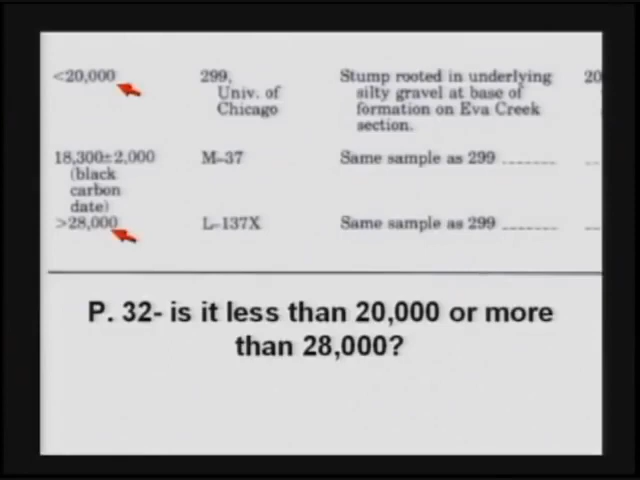 <20,000 299, Stump rooted in underlying 20
Univ. of silty gravel at base of
Chicago formation on Eva Creek
section.
18,300±2,000 M–37 Same sample as 299
(black
carbon
date)
>28,000 L–137X Same sample as 299
P. 32- is it less than 20,000 or more
than 28,000?